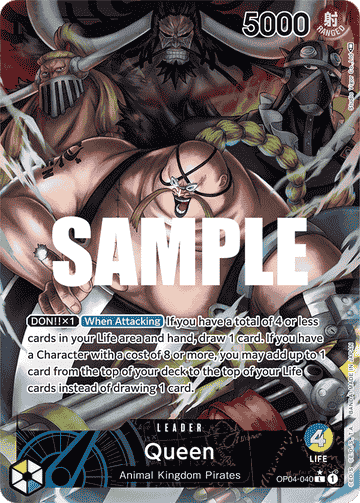 5000
射
RANGED
SAMPLE
DON!!×1 When Attacking If you have a total of 4 or less
cards in your Life area and hand, draw 1 card. If you have
a Character with a cost of 8 or more, you may add up to 1
card from the top of your deck to the top of your Life
cards instead of drawing 1 card.
LEADER
Queen
Animal Kingdom Pirates
4
LIFE
OP04-040 L 1